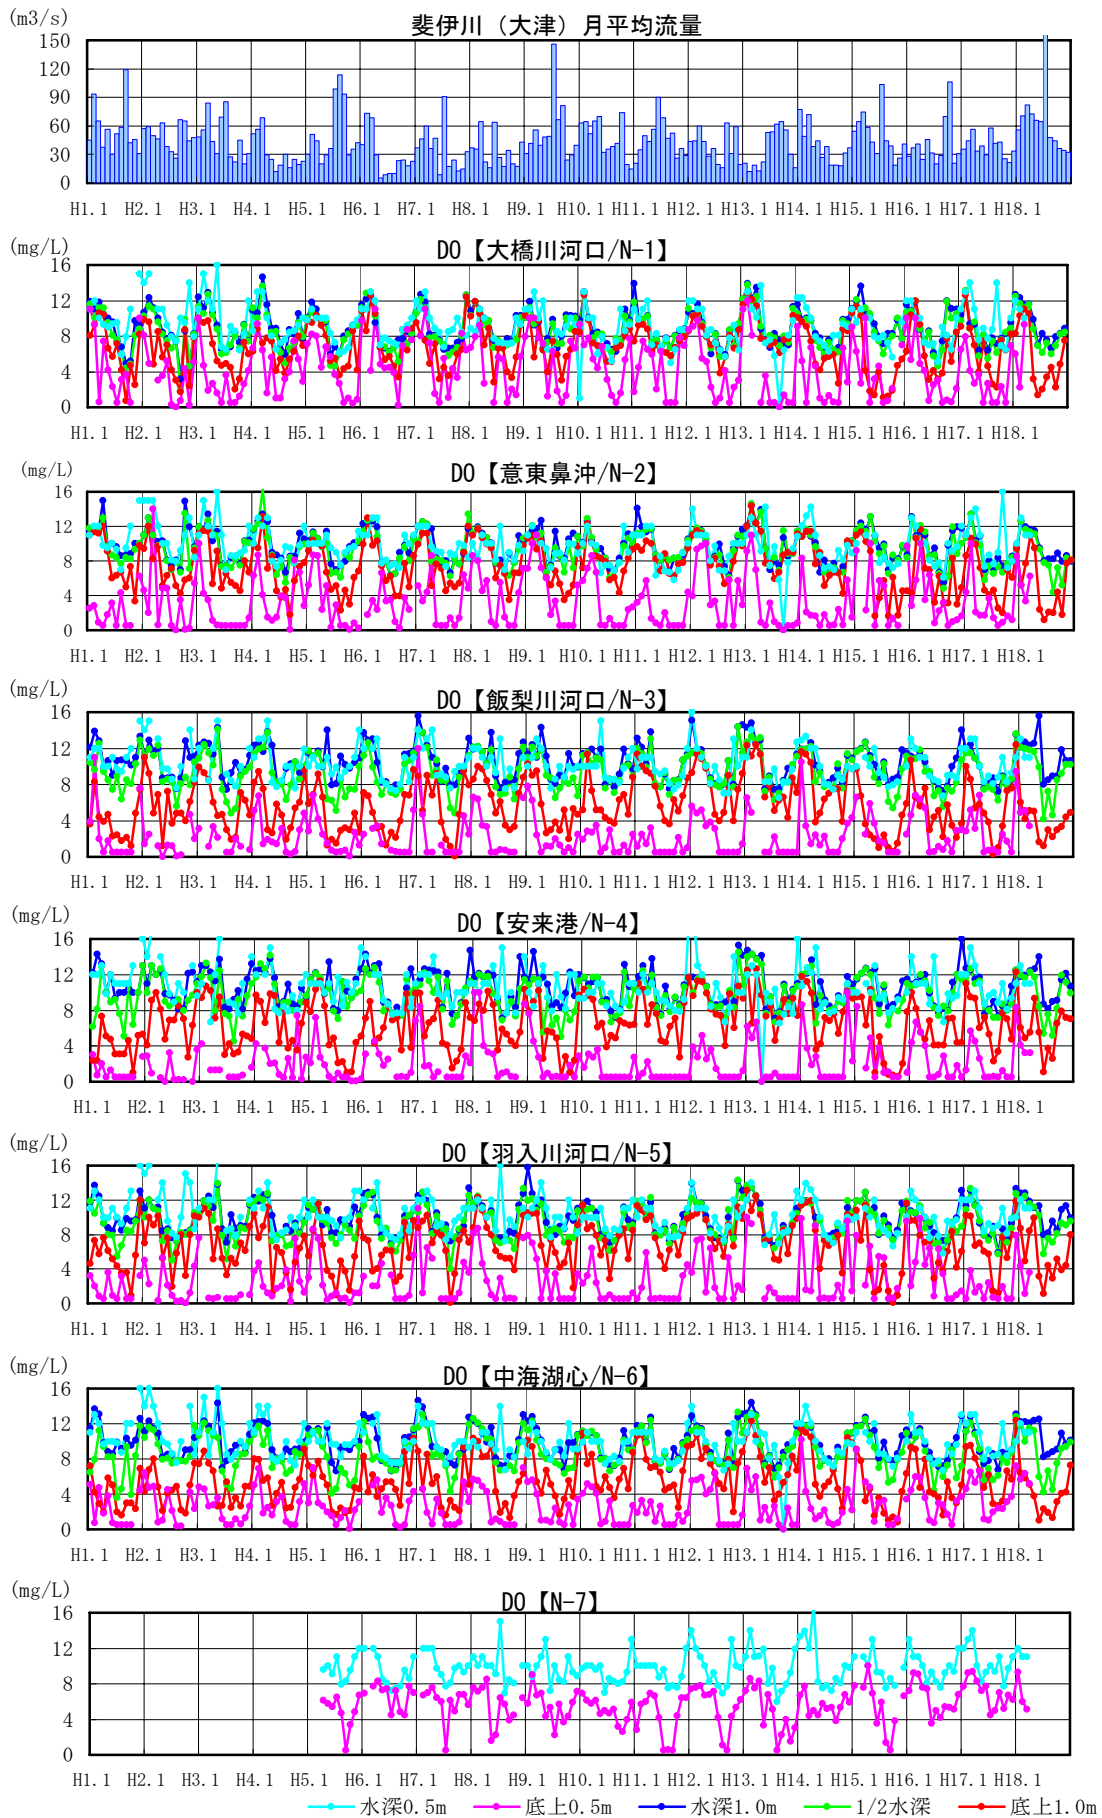 (m3/s)
斐伊川（大津）月平均流量
150
120
90
60
30
0
H1.1 H2.1 H3.1 H4.1 H5.1 H6.1 H7.1 H8.1 H9.1 H10.1 H11.1 H12.1 H13.1 H14.1 H15.1 H16.1 H17.1 H18.1
(mg/L)
DO【大橋川河口/N-1】
16
12
8
4
0
H1.1 H2.1 H3.1 H4.1 H5.1 H6.1 H7.1 H8.1 H9.1 H10.1 H11.1 H12.1 H13.1 H14.1 H15.1 H16.1 H17.1 H18.1
(mg/L)
DO【意東鼻沖/N-2】
16
12
8
4
0
H1.1 H2.1 H3.1 H4.1 H5.1 H6.1 H7.1 H8.1 H9.1 H10.1 H11.1 H12.1 H13.1 H14.1 H15.1 H16.1 H17.1 H18.1
(mg/L)
DO【飯梨川河口/N-3】
16
12
8
4
0
H1.1 H2.1 H3.1 H4.1 H5.1 H6.1 H7.1 H8.1 H9.1 H10.1 H11.1 H12.1 H13.1 H14.1 H15.1 H16.1 H17.1 H18.1
(mg/L)
DO【安来港/N-4】
16
12
8
4
0
H1.1 H2.1 H3.1 H4.1 H5.1 H6.1 H7.1 H8.1 H9.1 H10.1 H11.1 H12.1 H13.1 H14.1 H15.1 H16.1 H17.1 H18.1
(mg/L)
DO【羽入川河口/N-5】
16
12
8
4
0
H1.1 H2.1 H3.1 H4.1 H5.1 H6.1 H7.1 H8.1 H9.1 H10.1 H11.1 H12.1 H13.1 H14.1 H15.1 H16.1 H17.1 H18.1
(mg/L)
DO【中海湖心/N-6】
16
12
8
4
0
H1.1 H2.1 H3.1 H4.1 H5.1 H6.1 H7.1 H8.1 H9.1 H10.1 H11.1 H12.1 H13.1 H14.1 H15.1 H16.1 H17.1 H18.1
(mg/L)
DO【N-7】
16
12
8
4
0
H1.1 H2.1 H3.1 H4.1 H5.1 H6.1 H7.1 H8.1 H9.1 H10.1 H11.1 H12.1 H13.1 H14.1 H15.1 H16.1 H17.1 H18.1
水深0.5m 底上0.5m 水深1.0m 1/2水深 底上1.0m